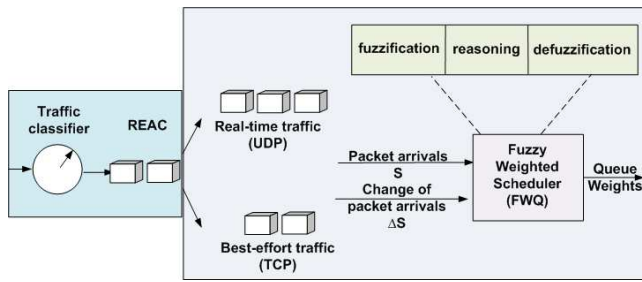 fuzzification
reasoning
defuzzification
Traffic
classifier
REAC
Real-time traffic
(UDP)
Best-effort traffic
(TCP)
Packet arrivals
S
Change of
packet arrivals
ΔS
Fuzzy
Weighted
Scheduler
(FWQ)
Queue
Weights